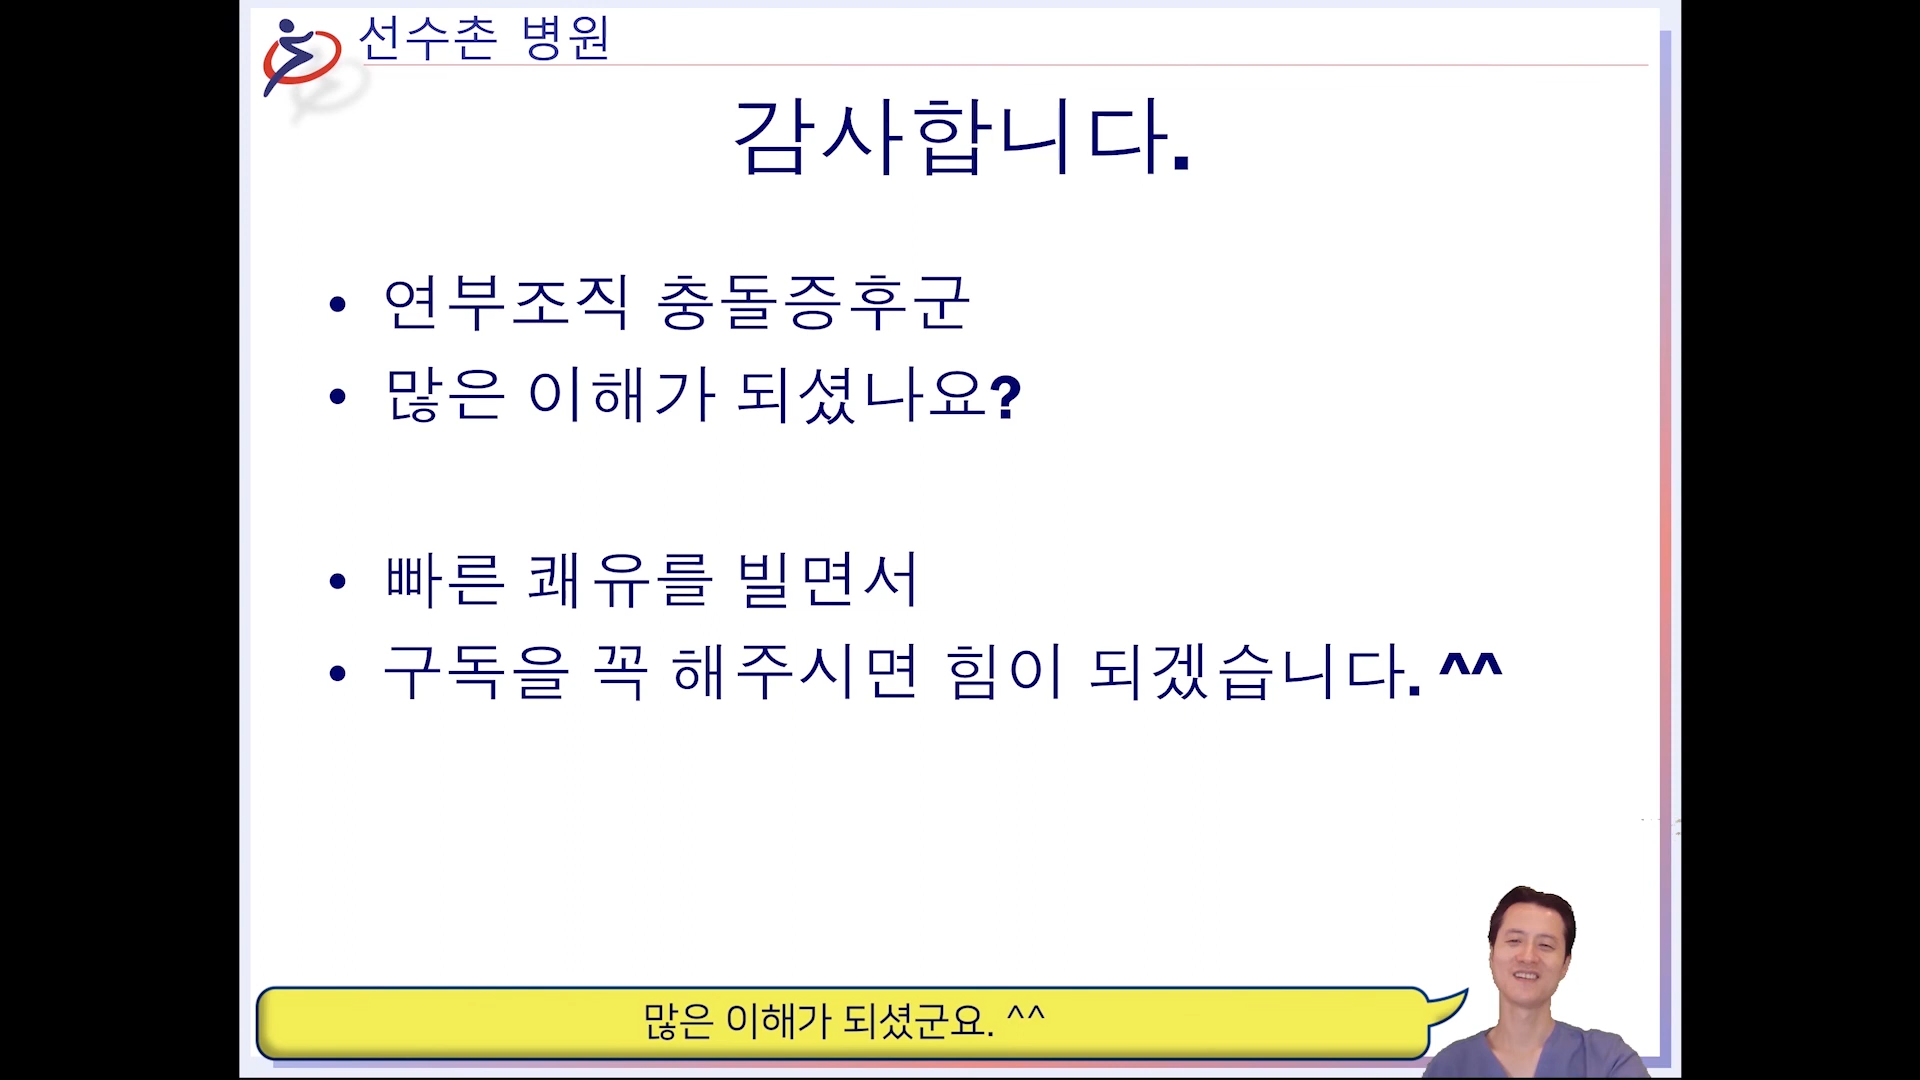 선수촌 병원
감사합니다.
• 연부조직 충돌증후군
• 많은 이해가 되셨나요?
• 빠른 쾌유를 빌면서
• 구독을 꼭 해주시면 힘이 되겠습니다. ^^
많은 이해가 되셨군요. ^^